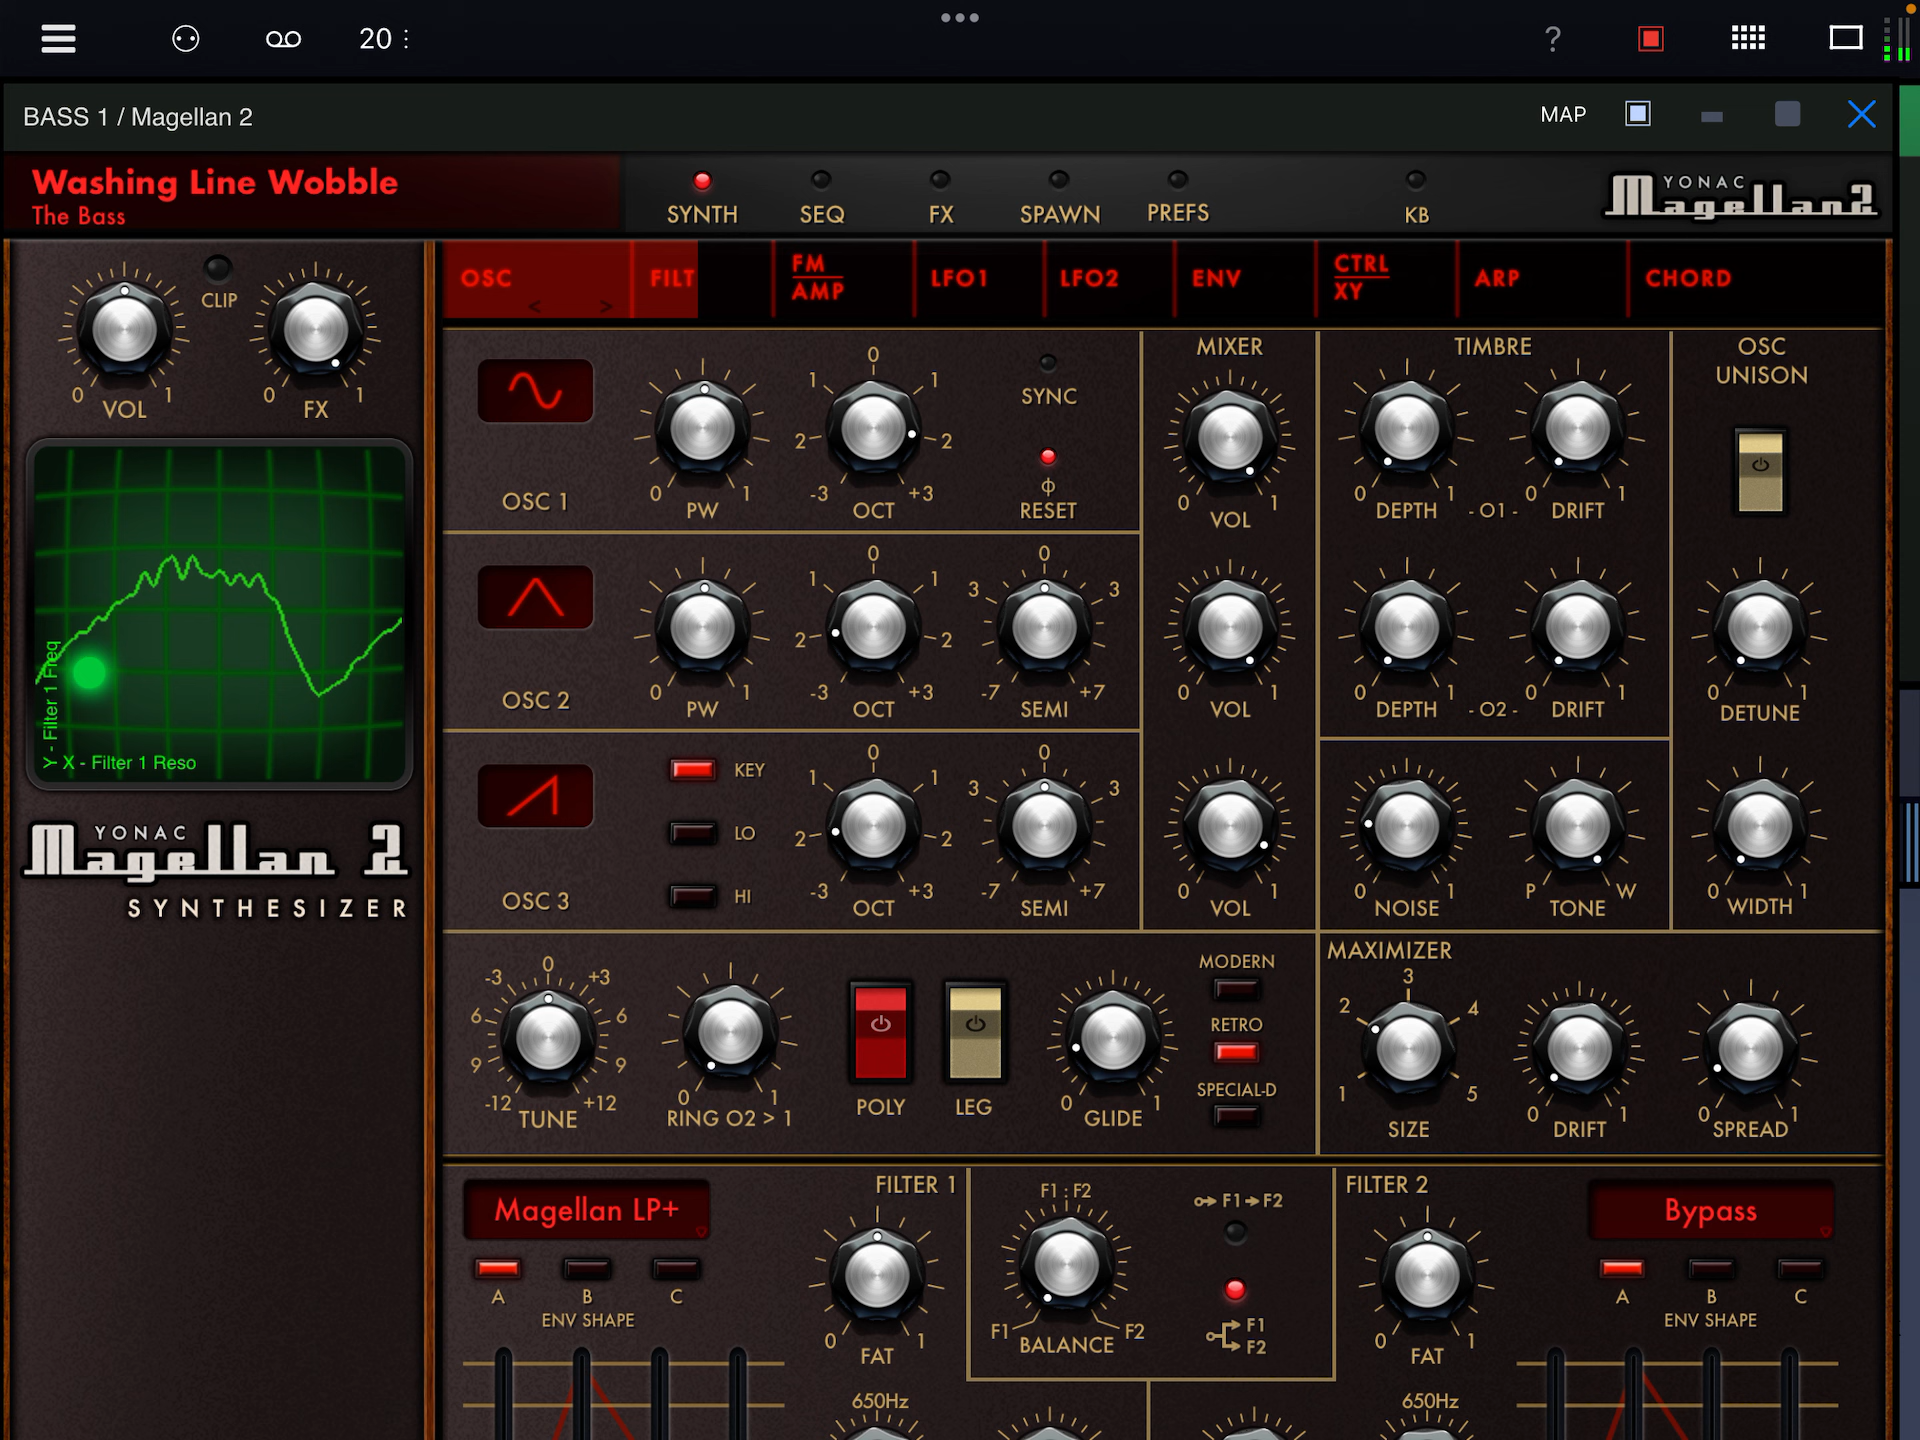 20
?
BASS 1 / Magellan 2
MAP
Washing Line Wobble
The Bass
SYNTH SEQ FX SPAWN PREFS KB
YONAC
Magellan2
OSC < > FILT FM AMP LFO1 LFO2 ENV CTRL XY ARP CHORD
CLIP
0 VOL 1
0 FX 1
Y - Filter 1 Freq
X - Filter 1 Reso
YONAC
Magellan 2
SYNTHESIZER
OSC 1
0 PW 1
0
1 1
2 2
-3 OCT +3
SYNC
ф
RESET
OSC 2
0 PW 1
0
1 1
2 2
-3 OCT +3
0
3 3
-7 SEMI +7
OSC 3
KEY
LO
HI
0
1 1
2 2
-3 OCT +3
0
3 3
-7 SEMI +7
MIXER
0 VOL 1
0 VOL 1
0 VOL 1
TIMBRE
0 1 0 1
DEPTH - O1 - DRIFT
0 1 0 1
DEPTH - O2 - DRIFT
0 1 P W
NOISE TONE
OSC
UNISON
0 1
DETUNE
0 1
WIDTH
0
-3 +3
6 6
9 9
-12 +12
TUNE
0 1
RING O2 > 1
POLY
LEG
0 1
GLIDE
MODERN
RETRO
SPECIAL-D
MAXIMIZER
3
2 4
1 5
SIZE
0 1
DRIFT
0 1
SPREAD
Magellan LP+
A B C
ENV SHAPE
FILTER 1
0 1
FAT
650Hz
F1 : F2
F1 F2
BALANCE
F1 F2
F1
F2
FILTER 2
0 1
FAT
650Hz
Bypass
A B C
ENV SHAPE